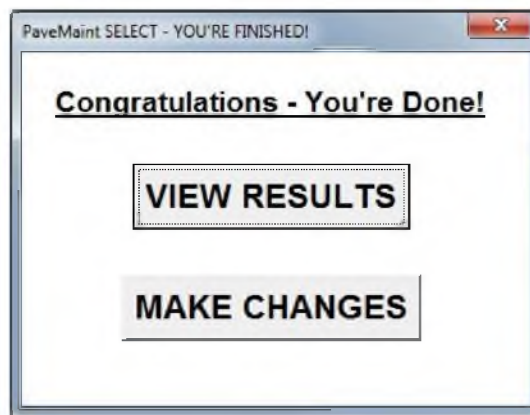 PaveMaint SELECT - YOU'RE FINISHED!
Congratulations - You're Done!
VIEW RESULTS
MAKE CHANGES